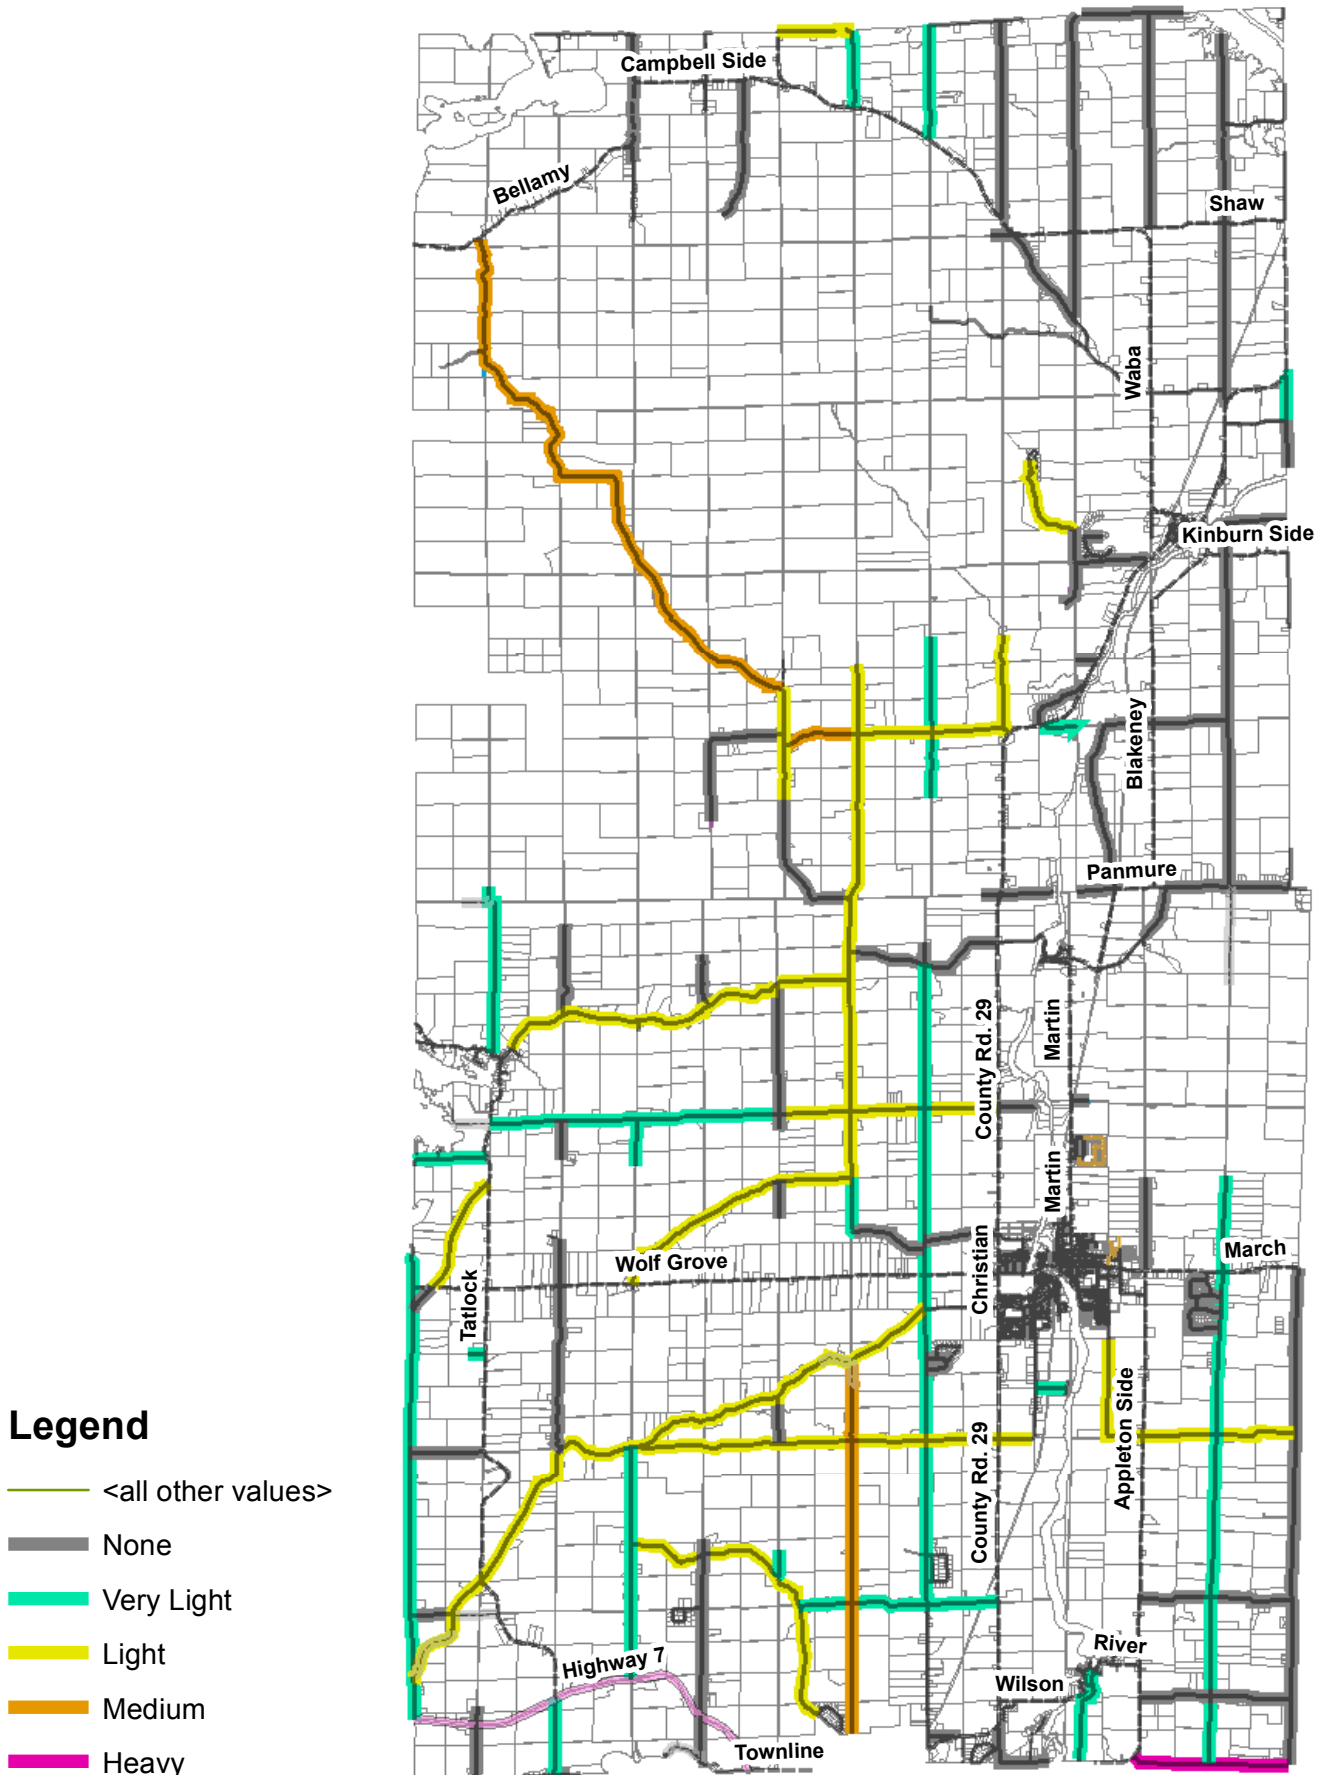 Campbell Side
Bellamy
Shaw
Waba
Kinburn Side
Blakeney
Panmure
County Rd. 29
Martin
Martin
Christian
Wolf Grove
March
Tatlock
Appleton Side
County Rd. 29
River
Highway 7
Wilson
Townline
Legend
<all other values>
None
Very Light
Light
Medium
Heavy